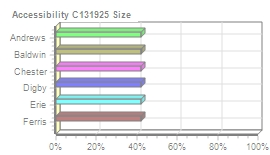 Accessibility C131925 Size
Andrews
Baldwin
Chester
Digby
Erie
Ferris
0% 20% 40% 60% 80% 100%